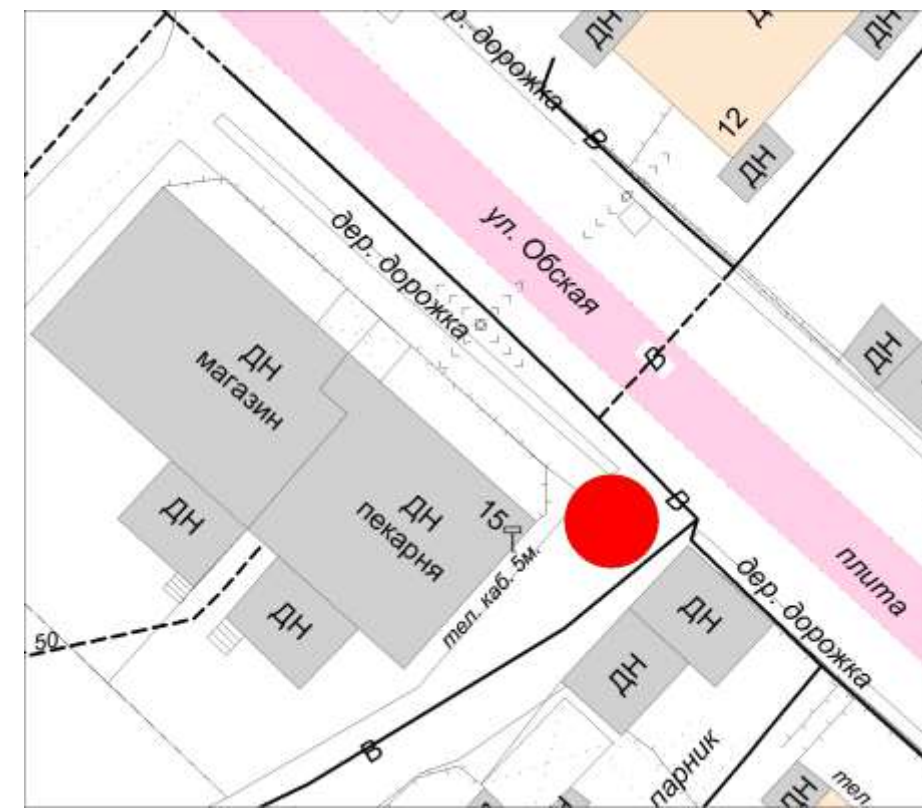 дер. дорожка
ДН
ДН
12
ДН
В
ул. Обская
дер. дорожка
В
ДН
ДН
магазин
ДН
пекарня
15
В
тел. каб. 5м.
плита
дер. дорожка
ДН
ДН
ДН
ДН
50
В
парник
ДН
тел.